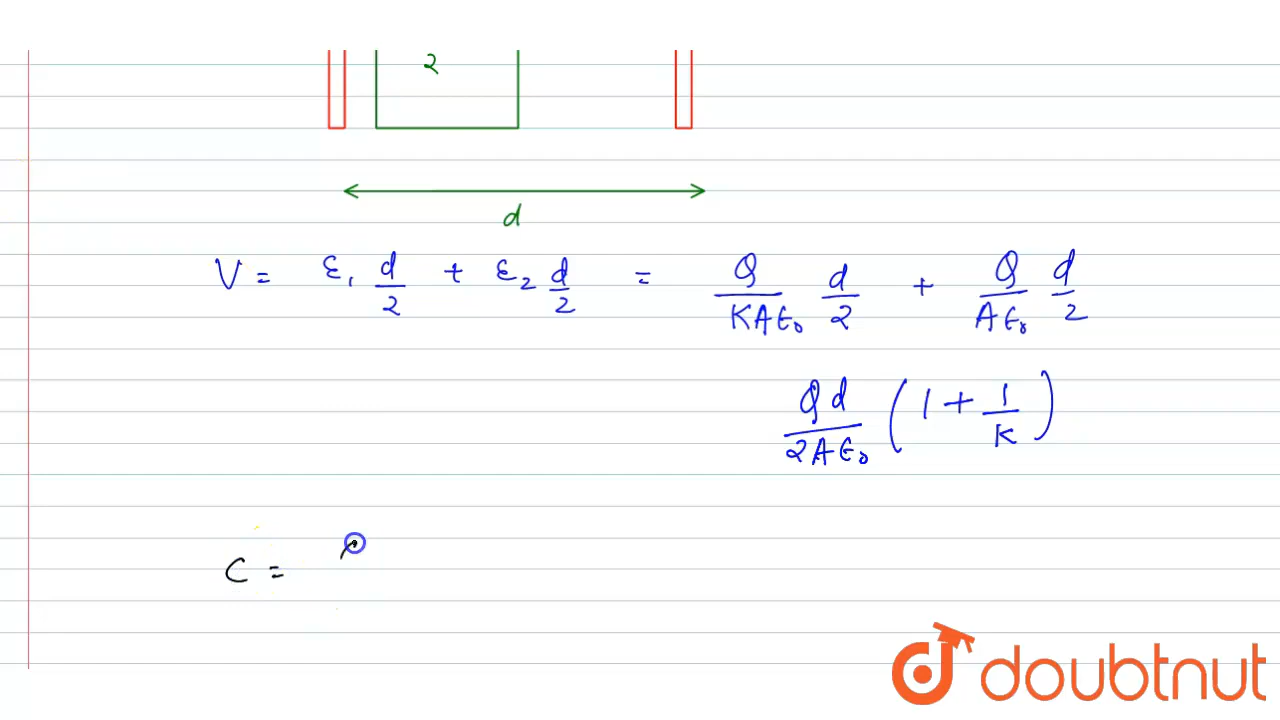 2
d
V = ε₁ d/2 + ε₂ d/2 = Q/KAε₀ d/2 + Q/Aε₀ d/2
Qd/2Aε₀ (1 + 1/K)
C =
doubtnut